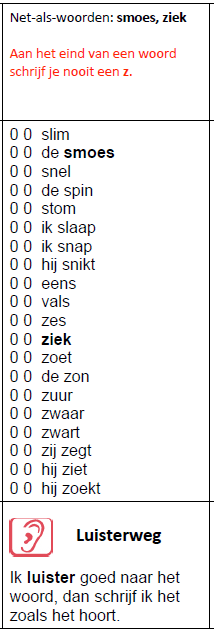 Net-als-woorden: smoes, ziek
Aan het eind van een woord
schrijf je nooit een z.
0 0 slim
0 0 de smoes
0 0 snel
0 0 de spin
0 0 stom
0 0 ik slaap
0 0 ik snap
0 0 hij snikt
0 0 eens
0 0 vals
0 0 zes
0 0 ziek
0 0 zoet
0 0 de zon
0 0 zuur
0 0 zwaar
0 0 zwart
0 0 zij zegt
0 0 hij ziet
0 0 hij zoekt
Luisterweg
Ik luister goed naar het
woord, dan schrijf ik het
zoals het hoort.